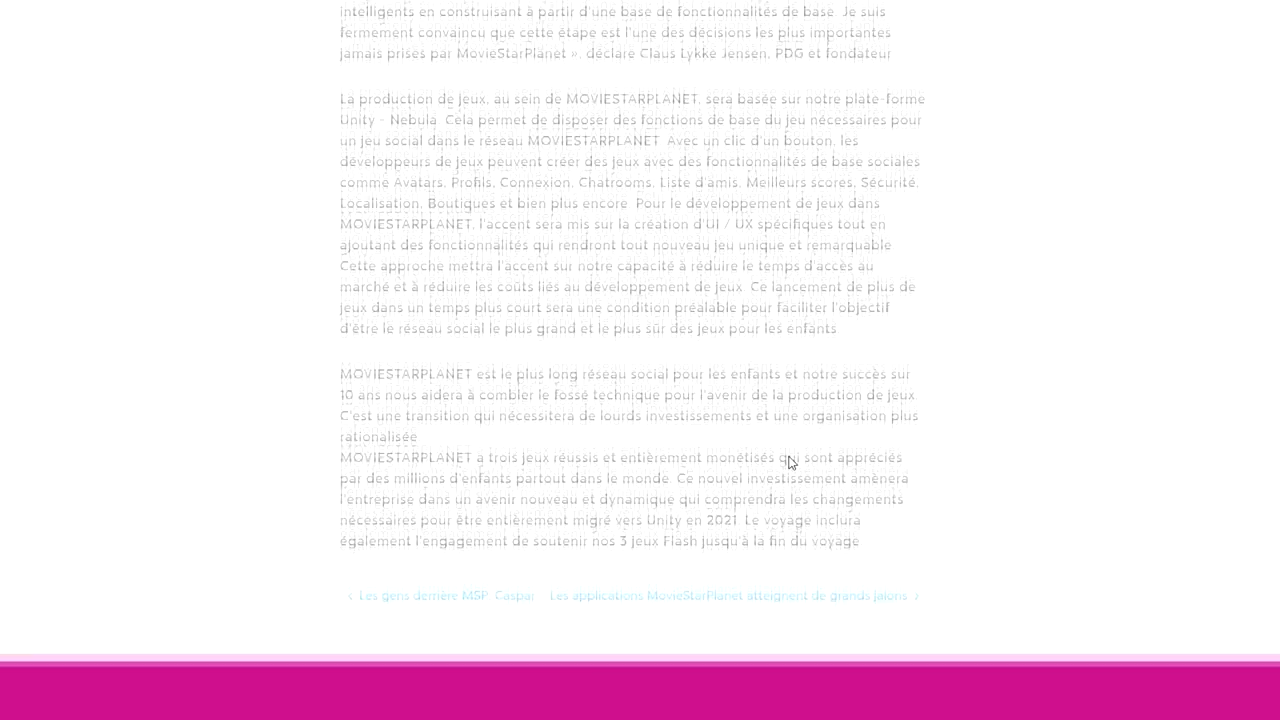 intelligents en construisant à partir d'une base de fonctionnalités de base. Je suis
fermement convaincu que cette étape est l'une des décisions les plus importantes
jamais prises par MovieStarPlanet », déclare Claus Lykke Jensen, PDG et fondateur
La production de jeux, au sein de MOVIESTARPLANET, sera basée sur notre plate-forme
Unity - Nebula. Cela permet de disposer des fonctions de base du jeu nécessaires pour
un jeu social dans le réseau MOVIESTARPLANET. Avec un clic d'un bouton, les
développeurs de jeux peuvent créer des jeux avec des fonctionnalités de base sociales
comme Avatars, Profils, Connexion, Chatrooms, Liste d'amis, Meilleurs scores, Sécurité,
Localisation, Boutiques et bien plus encore. Pour le développement de jeux dans
MOVIESTARPLANET, l'accent sera mis sur la création d'UI / UX spécifiques tout en
ajoutant des fonctionnalités qui rendront tout nouveau jeu unique et remarquable.
Cette approche mettra l'accent sur notre capacité à réduire le temps d'accès au
marché et à réduire les coûts liés au développement de jeux. Ce lancement de plus de
jeux dans un temps plus court sera une condition préalable pour faciliter l'objectif
d'être le réseau social le plus grand et le plus sûr des jeux pour les enfants.
MOVIESTARPLANET est le plus long réseau social pour les enfants et notre succès sur
10 ans nous aidera à combler le fossé technique pour l'avenir de la production de jeux.
C'est une transition qui nécessitera de lourds investissements et une organisation plus
rationalisée.
MOVIESTARPLANET a trois jeux réussis et entièrement monétisés qui sont appréciés
par des millions d'enfants partout dans le monde. Ce nouvel investissement amènera
l'entreprise dans un avenir nouveau et dynamique qui comprendra les changements
nécessaires pour être entièrement migré vers Unity en 2021. Le voyage inclura
également l'engagement de soutenir nos 3 jeux Flash jusqu'à la fin du voyage.
‹ Les gens derrière MSP: Caspar Les applications MovieStarPlanet atteignent de grands jalons ›